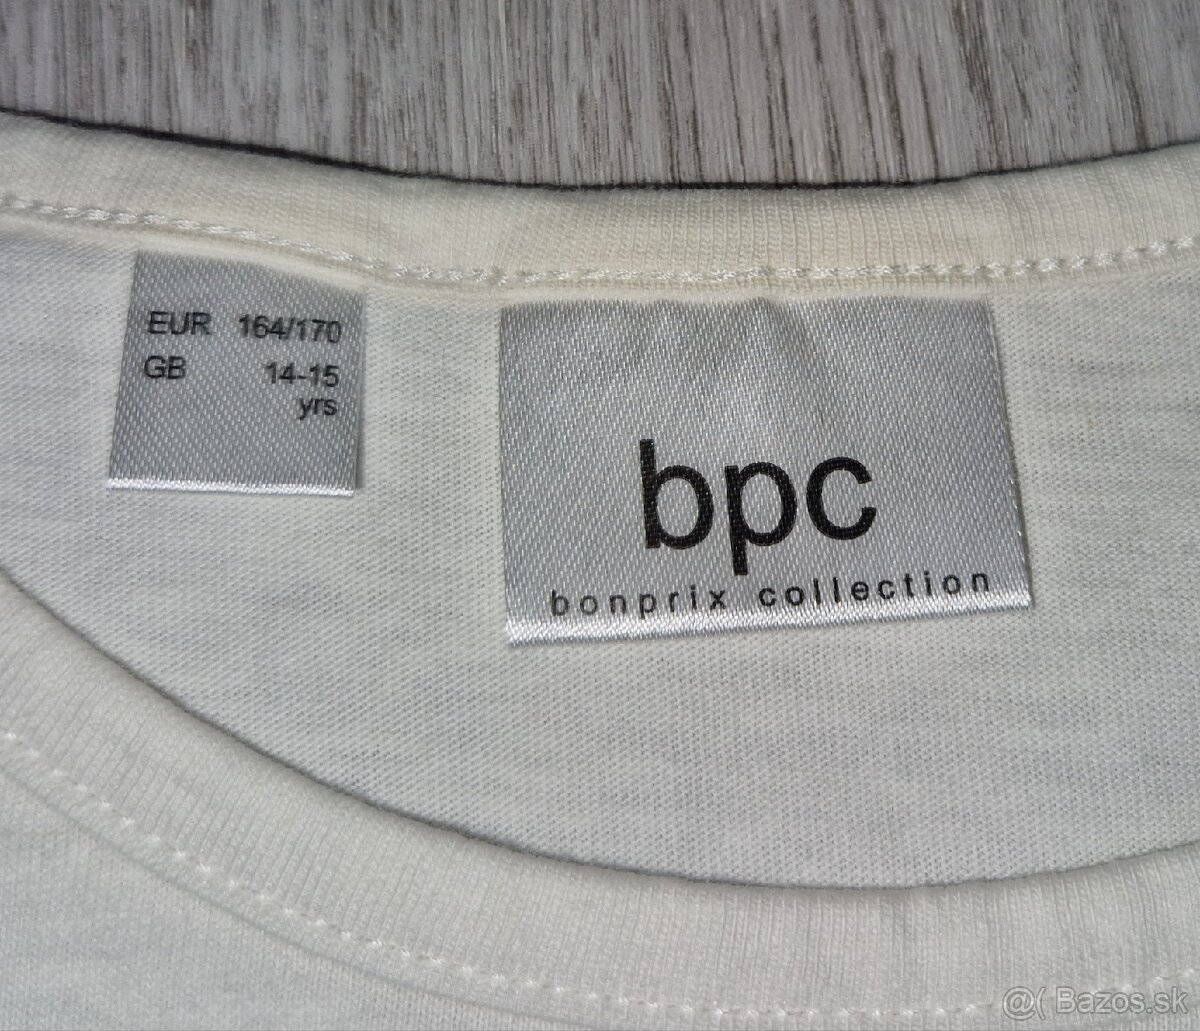 EUR 164/170
GB 14-15
yrs
bpc
bonprix collection
@( Bazos.sk